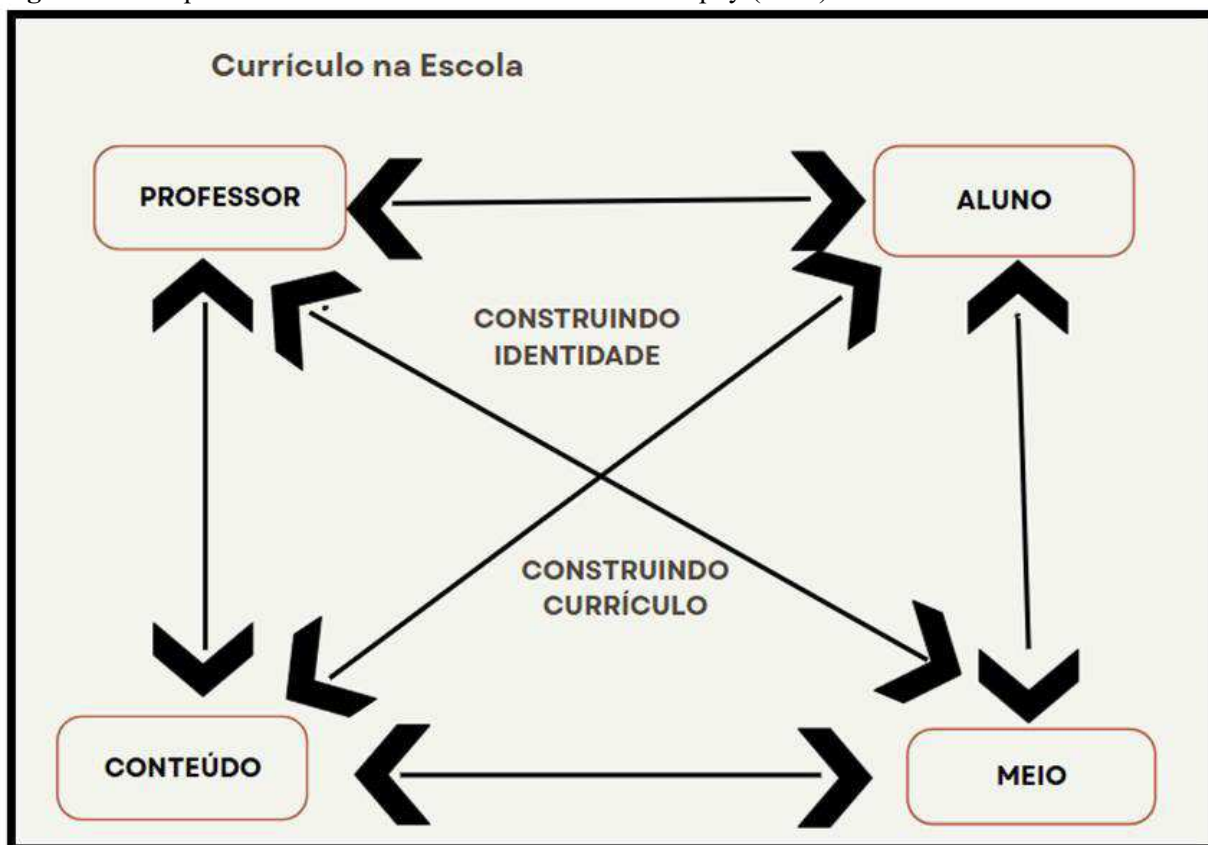 Currículo na Escola
PROFESSOR
ALUNO
CONSTRUINDO
IDENTIDADE
CONSTRUINDO
CURRÍCULO
CONTEÚDO
MEIO